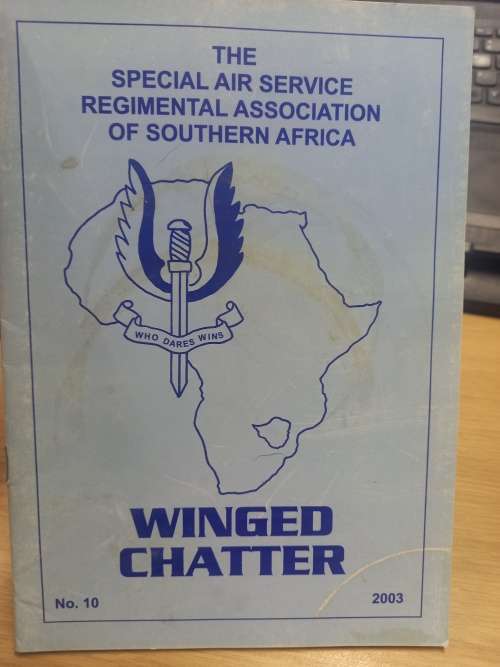 THE
SPECIAL AIR SERVICE
REGIMENTAL ASSOCIATION
OF SOUTHERN AFRICA
WHO DARES WINS
WINGED
CHATTER
No. 10
2003